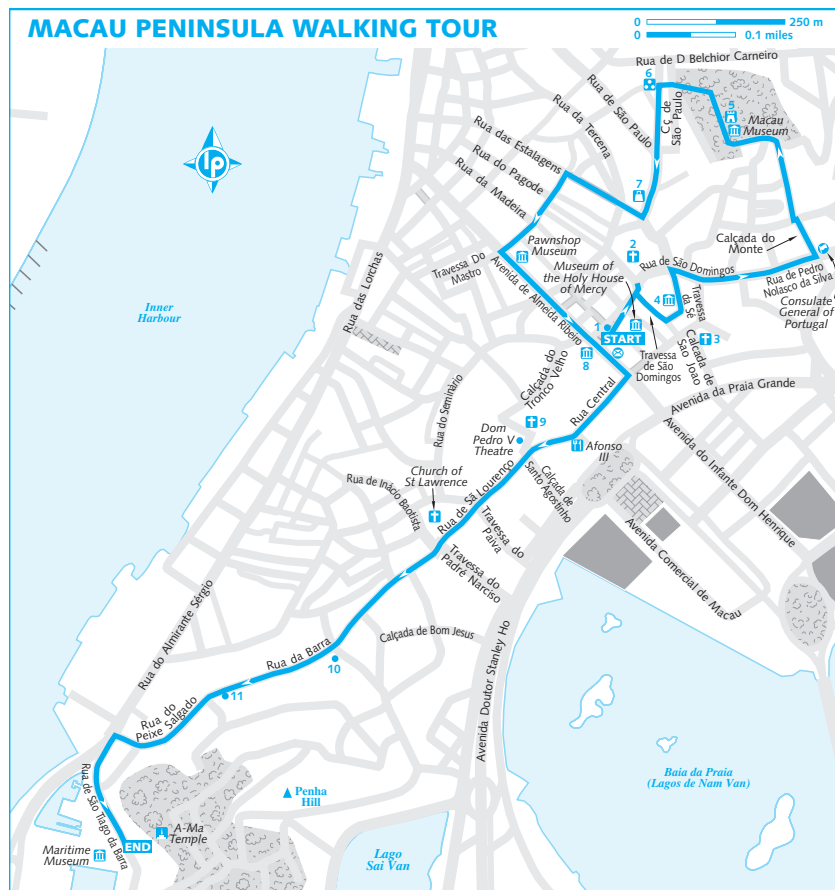 MACAU PENINSULA WALKING TOUR
0 250 m
0 0.1 miles
Rua de D Belchior Carneiro
6
Rua de São Paulo
Cç de
São Paulo
5
Macau
Museum
Rua da Tercena
Rua das Estalagens
Rua do Pagode
Rua da Madeira
7
lp
2
Calçada do
Monte
Pawnshop
Museum
Museum of
the Holy House
of Mercy
Rua de São Domingos
Rua de Pedro
Nolasco da Silva
Consulate
General of
Portugal
Travessa Do
Mastro
Rua das Lorchas
Avenida de Almeida Ribeiro
4
Travessa
da Sé
Inner
Harbour
1
START
3
8
Travessa
de São
Domingos
Calçada de
Sao Joao
Calçada do
Tronco Velho
Rua Central
Avenida da Praia Grande
Rua do Seminário
9
Dom
Pedro V
Theatre
Afonso
III
Avenida do Infante Dom Henrique
Church of
St Lawrence
Rua de Inácio Baotista
Rua de Sã Lourenço
Calçada de
Santo Agostinho
Travessa do
Paiva
Avenida Comercial de Macau
Travessa do
Padré Narciso
Rua do Almirante Sérgio
Calçada de Bom Jesus
Avenida Doutor Stanley Ho
Rua da Barra
10
11
Rua do
Peixe Salgado
Baia da Praia
(Lagos de Nam Van)
Penha
Hill
Rua de São Tiago da Barra
A-Ma
Temple
END
Maritime
Museum
Lago
Sai Van